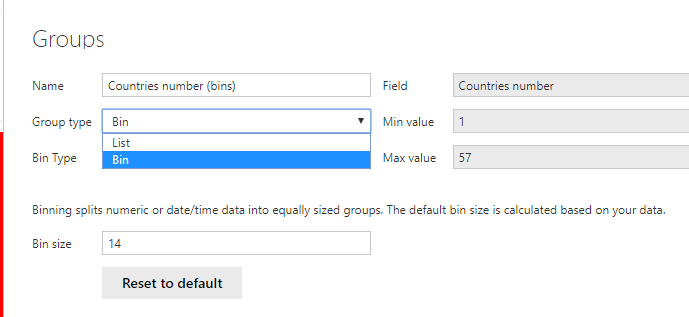 Groups
Name Countries number (bins) Field Countries number
Group type Bin Min value 1
List
Bin
Bin Type Max value 57
Binning splits numeric or date/time data into equally sized groups. The default bin size is calculated based on your data.
Bin size 14
Reset to default